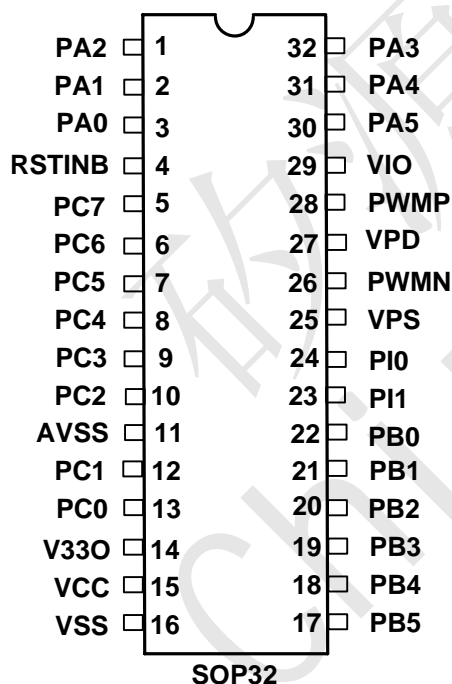 PA2 1 32 PA3
PA1 2 31 PA4
PA0 3 30 PA5
RSTINB 4 29 VIO
PC7 5 28 PWMP
PC6 6 27 VPD
PC5 7 26 PWMN
PC4 8 25 VPS
PC3 9 24 PI0
PC2 10 23 PI1
AVSS 11 22 PB0
PC1 12 21 PB1
PC0 13 20 PB2
V33O 14 19 PB3
VCC 15 18 PB4
VSS 16 17 PB5
SOP32